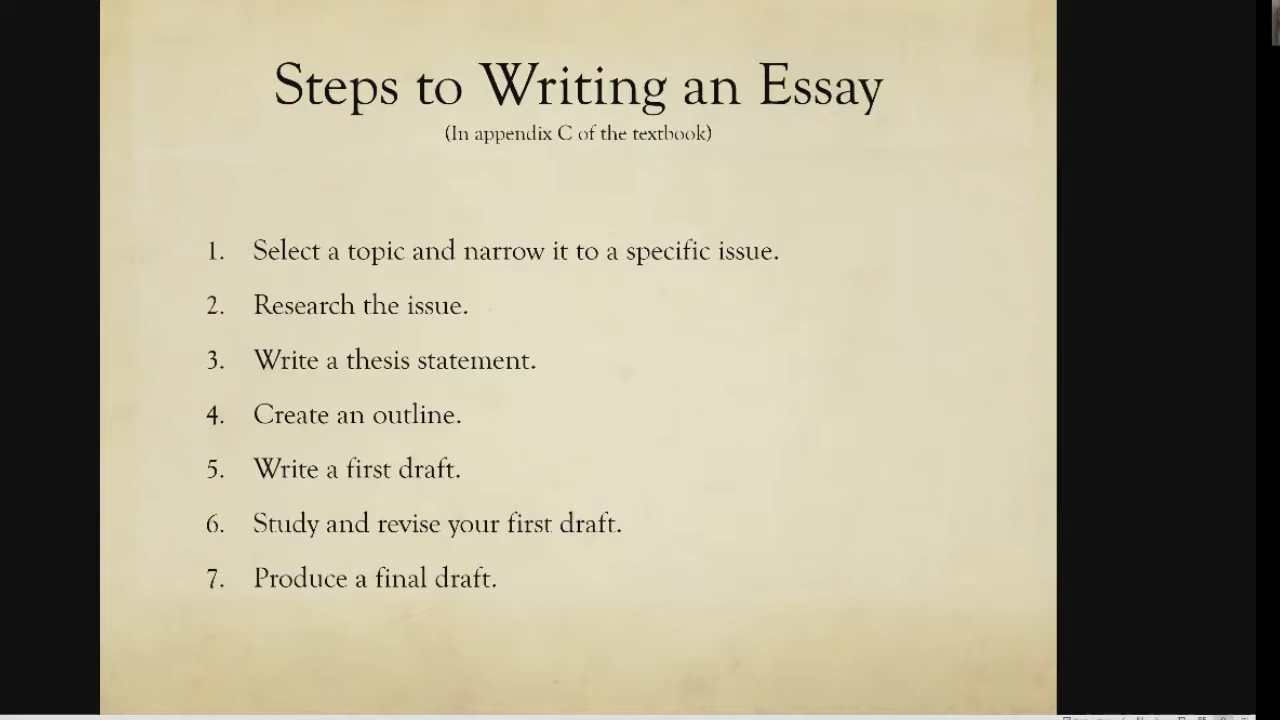 Steps to Writing an Essay
(In appendix C of the textbook)
1. Select a topic and narrow it to a specific issue.
2. Research the issue.
3. Write a thesis statement.
4. Create an outline.
5. Write a first draft.
6. Study and revise your first draft.
7. Produce a final draft.